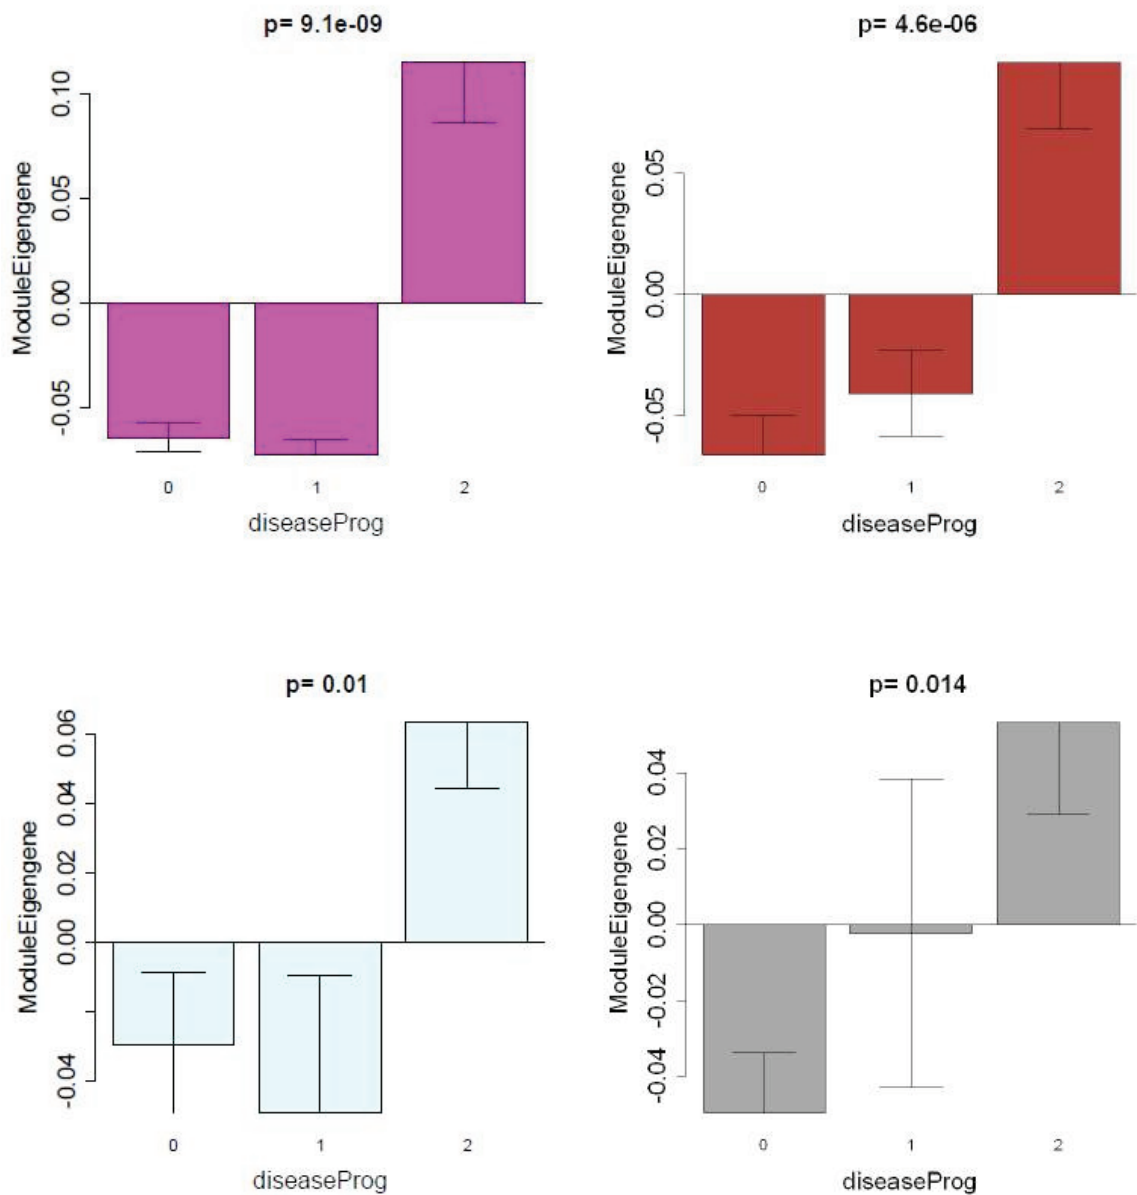 p= 9.1e-09
ModuleEigengene
0.10
0.05
0.00
-0.05
0
1
2
diseaseProg
p= 4.6e-06
ModuleEigengene
0.05
0.00
-0.05
0
1
2
diseaseProg
p= 0.01
ModuleEigengene
0.06
0.04
0.02
0.00
-0.04
0
1
2
diseaseProg
p= 0.014
ModuleEigengene
0.04
0.02
0.00
-0.02
-0.04
0
1
2
diseaseProg